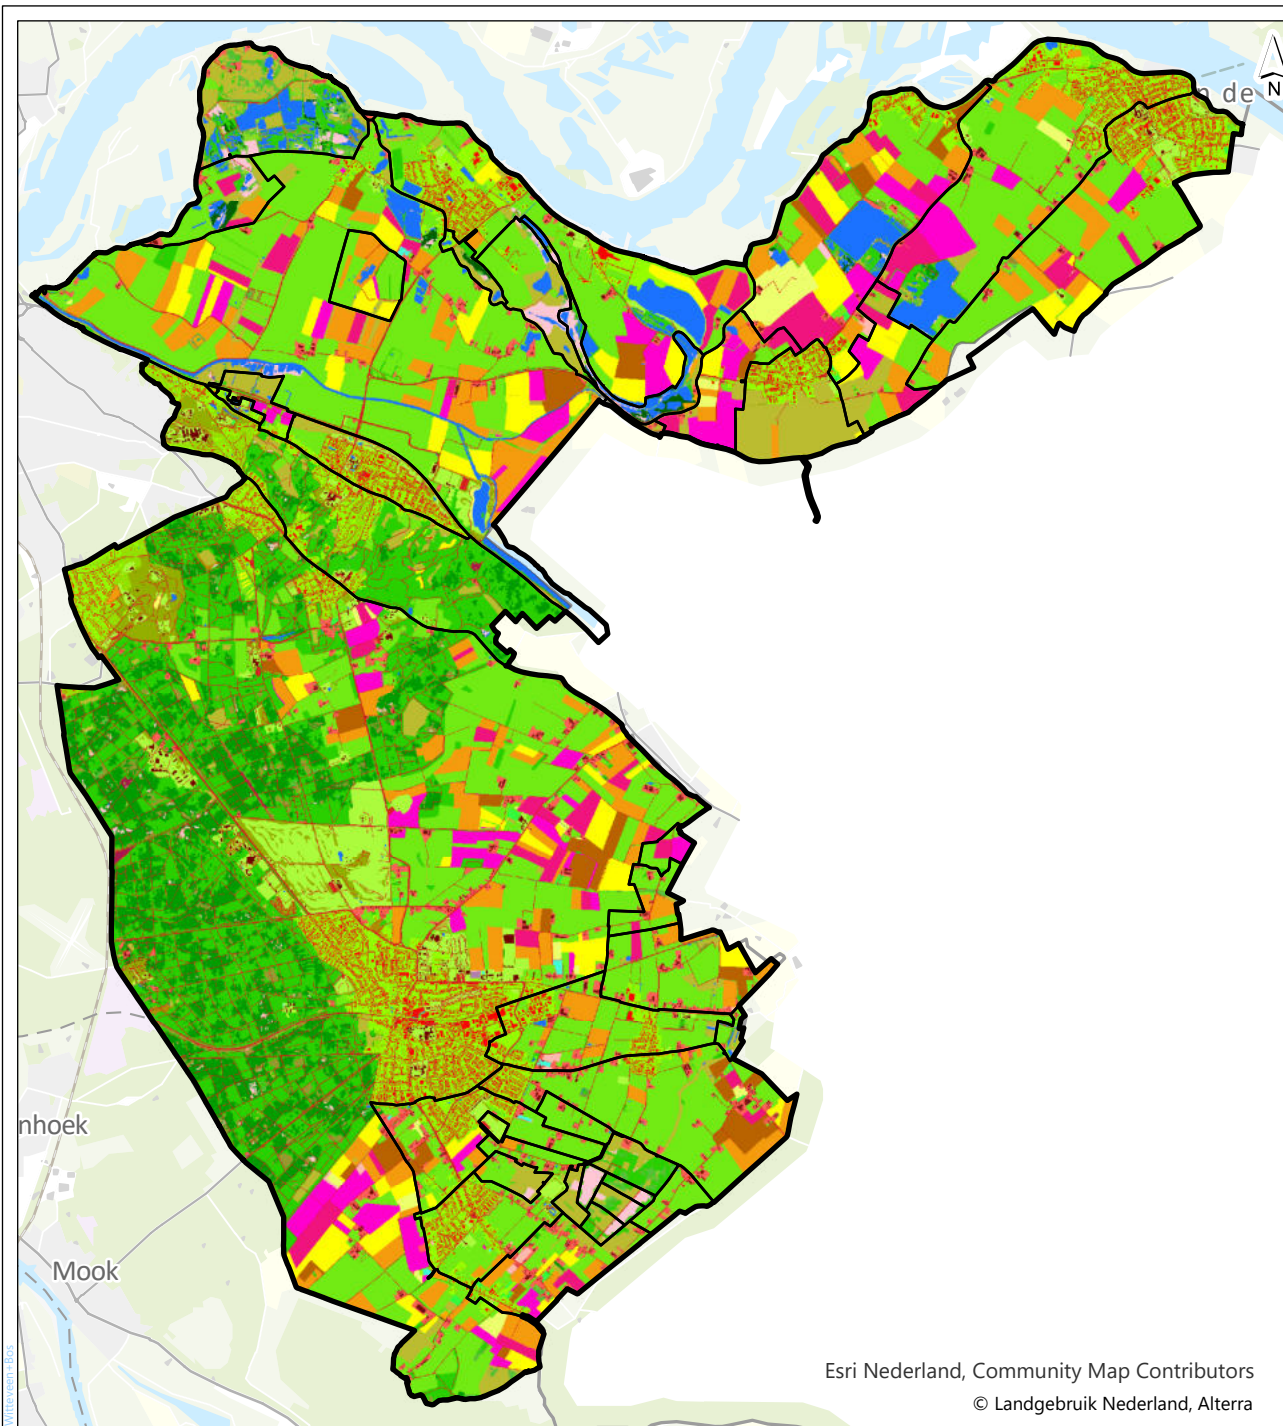 N
n de
nhoek
Mook
Witteveen+Bos
Esri Nederland, Community Map Contributors
© Landgebruik Nederland, Alterra